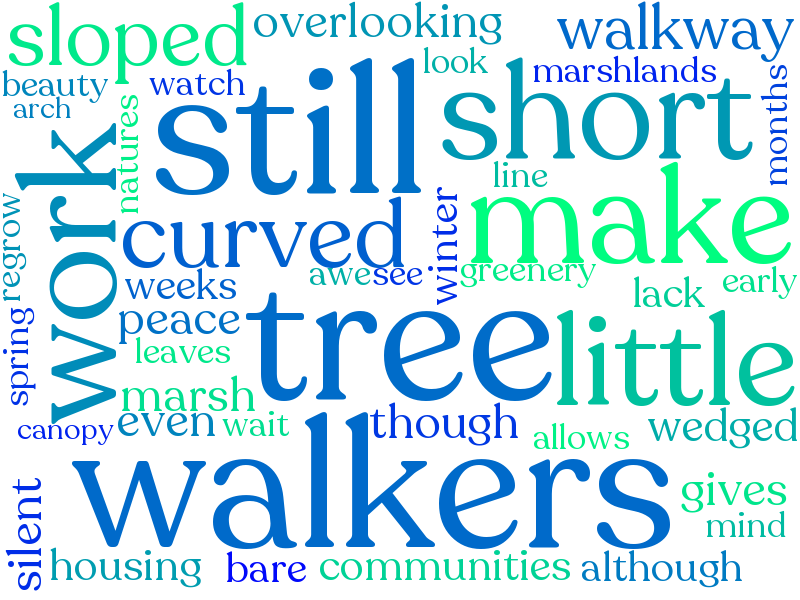 sloped
overlooking
walkway
beauty
watch
look
marshlands
arch
natures
still
short
months
work
line
curved
winter
make
regrow
awe
see
greenery
early
weeks
lack
spring
peace
tree
little
leaves
marsh
canopy
even
wait
though
allows
wedged
silent
walkers
gives
mind
housing
bare
communities
although